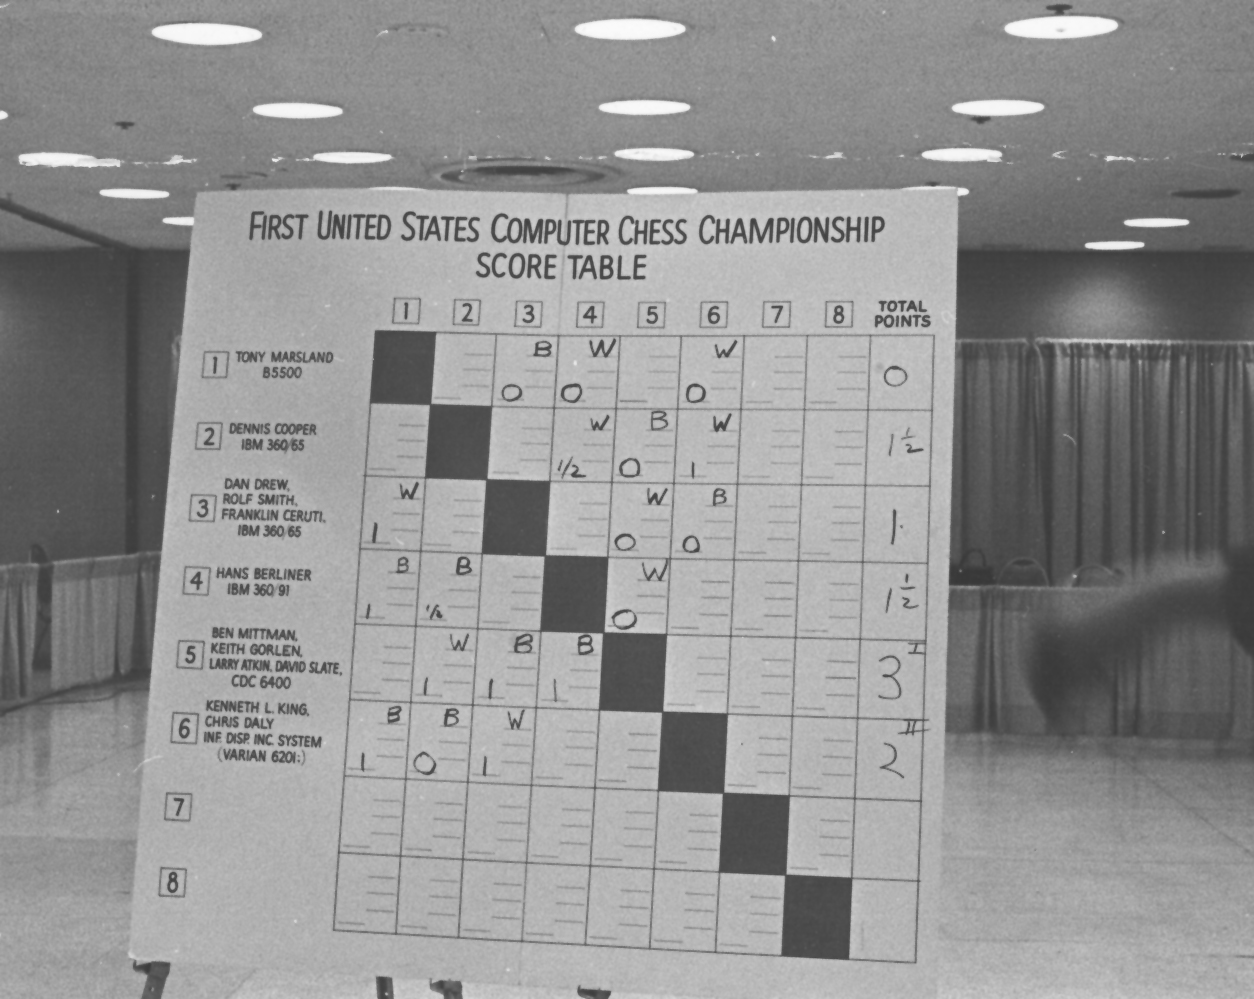 FIRST UNITED STATES COMPUTER CHESS CHAMPIONSHIP
SCORE TABLE
1 2 3 4 5 6 7 8 TOTAL POINTS
1 TONY MARSLAND
B5500
B W W
0 0 0 0
2 DENNIS COOPER
IBM 360/65
W B W
1/2 0 1 1 1/2
3 DAN DREW,
ROLF SMITH,
FRANKLIN CERUTI,
IBM 360/65
W W B
1 0 0 1
4 HANS BERLINER
IBM 360/91
B B W
1 1/2 0 1 1/2
5 BEN MITTMAN,
KEITH GORLEN,
LARRY ATKIN, DAVID SLATE,
CDC 6400
W B B I
1 1 1 3
6 KENNETH L. KING,
CHRIS DALY
INF. DISP. INC. SYSTEM
(VARIAN 620I:)
B B W II
1 0 1 2
7
8